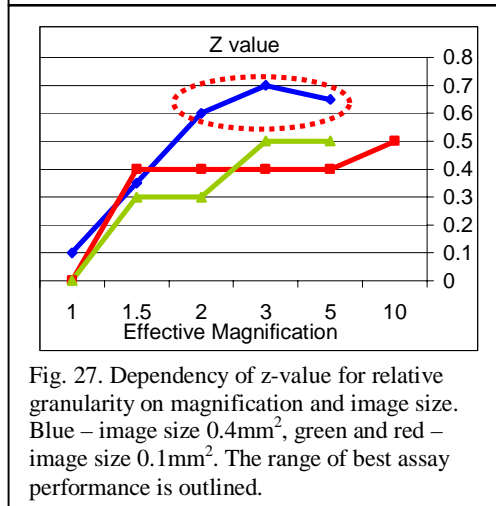 Z value
0.8
0.7
0.6
0.5
0.4
0.3
0.2
0.1
0
1 1.5 2 3 5 10
Effective Magnification
Fig. 27. Dependency of z-value for relative
granularity on magnification and image size.
Blue – image size 0.4mm², green and red –
image size 0.1mm². The range of best assay
performance is outlined.